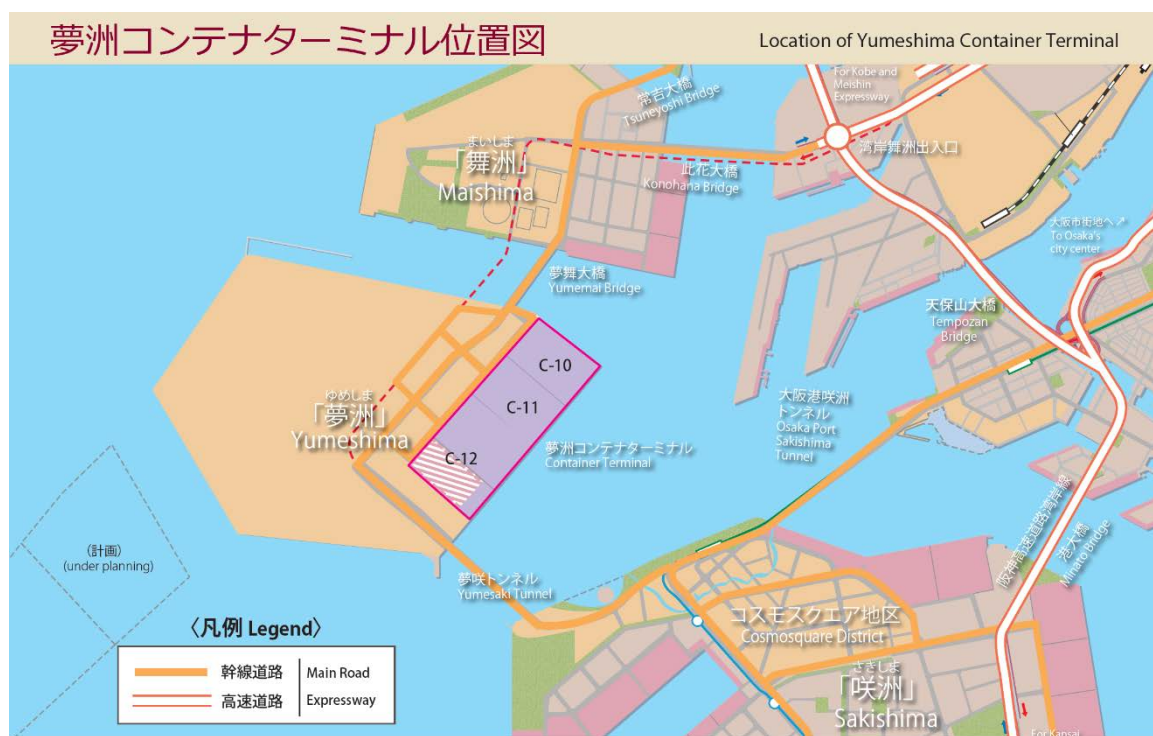 夢洲コンテナターミナル位置図
Location of Yumeshima Container Terminal
常吉大橋
Tsuneyoshi Bridge
For Kobe and
Meishin
Expressway
まいしま
「舞洲」
Maishima
此花大橋
Konohana Bridge
湾岸舞洲出入口
大阪市街地へ↗
To Osaka's
city center
夢舞大橋
Yumemai Bridge
天保山大橋
Tempozan
Bridge
C-10
C-11
C-12
ゆめしま
「夢洲」
Yumeshima
夢洲コンテナターミナル
Container Terminal
大阪港咲洲
トンネル
Osaka Port
Sakishima
Tunnel
阪神高速道路湾岸線
港大橋
Minato Bridge
(計画)
(under planning)
夢咲トンネル
Yumesaki Tunnel
コスモスクエア地区
Cosmosquare District
さきしま
「咲洲」
Sakishima
For Kansai
〈凡例 Legend〉
幹線道路 Main Road
高速道路 Expressway